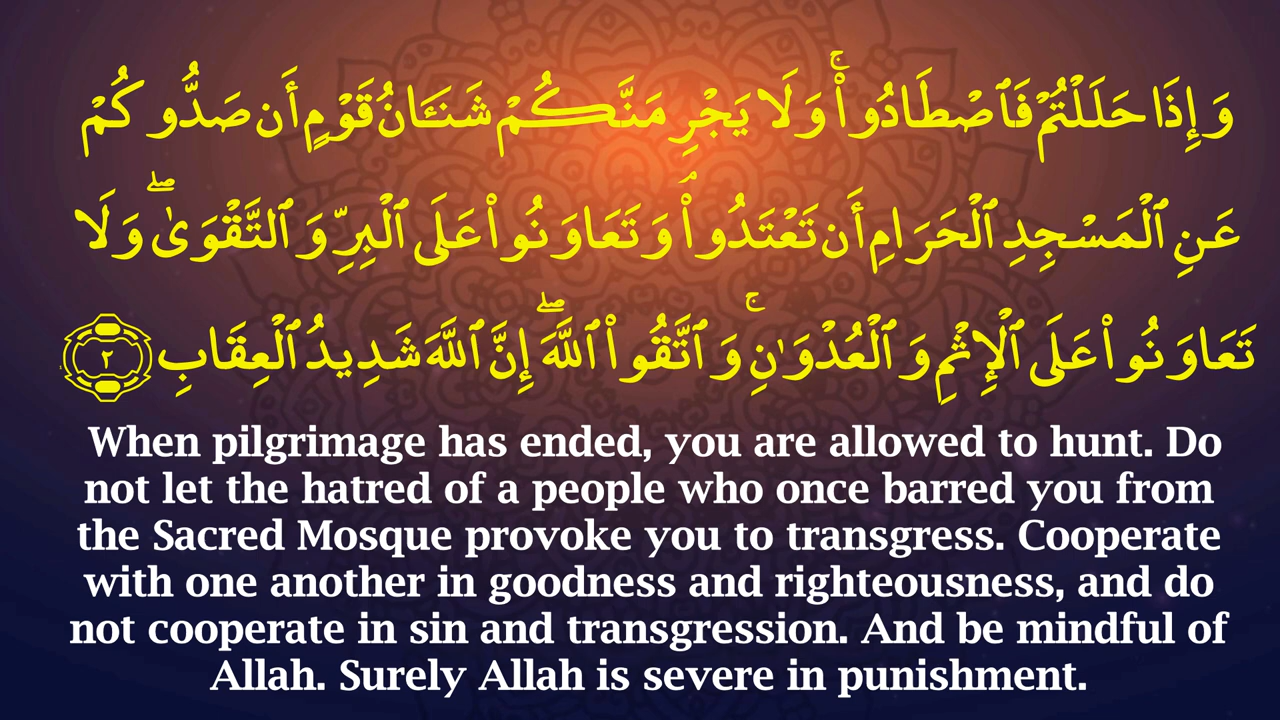 وَإِذَا حَلَلْتُمْ فَٱصْطَادُوا۟ ۚ وَلَا يَجْرِمَنَّكُمْ شَنَـَٔانُ قَوْمٍ أَن صَدُّوكُمْ
عَنِ ٱلْمَسْجِدِ ٱلْحَرَامِ أَن تَعْتَدُوا۟ ۘ وَتَعَاوَنُوا۟ عَلَى ٱلْبِرِّ وَٱلتَّقْوَىٰ ۖ وَلَا
تَعَاوَنُوا۟ عَلَى ٱلْإِثْمِ وَٱلْعُدْوَٰنِ ۚ وَٱتَّقُوا۟ ٱللَّهَ ۖ إِنَّ ٱللَّهَ شَدِيدُ ٱلْعِقَابِ ٢
When pilgrimage has ended, you are allowed to hunt. Do
not let the hatred of a people who once barred you from
the Sacred Mosque provoke you to transgress. Cooperate
with one another in goodness and righteousness, and do
not cooperate in sin and transgression. And be mindful of
Allah. Surely Allah is severe in punishment.